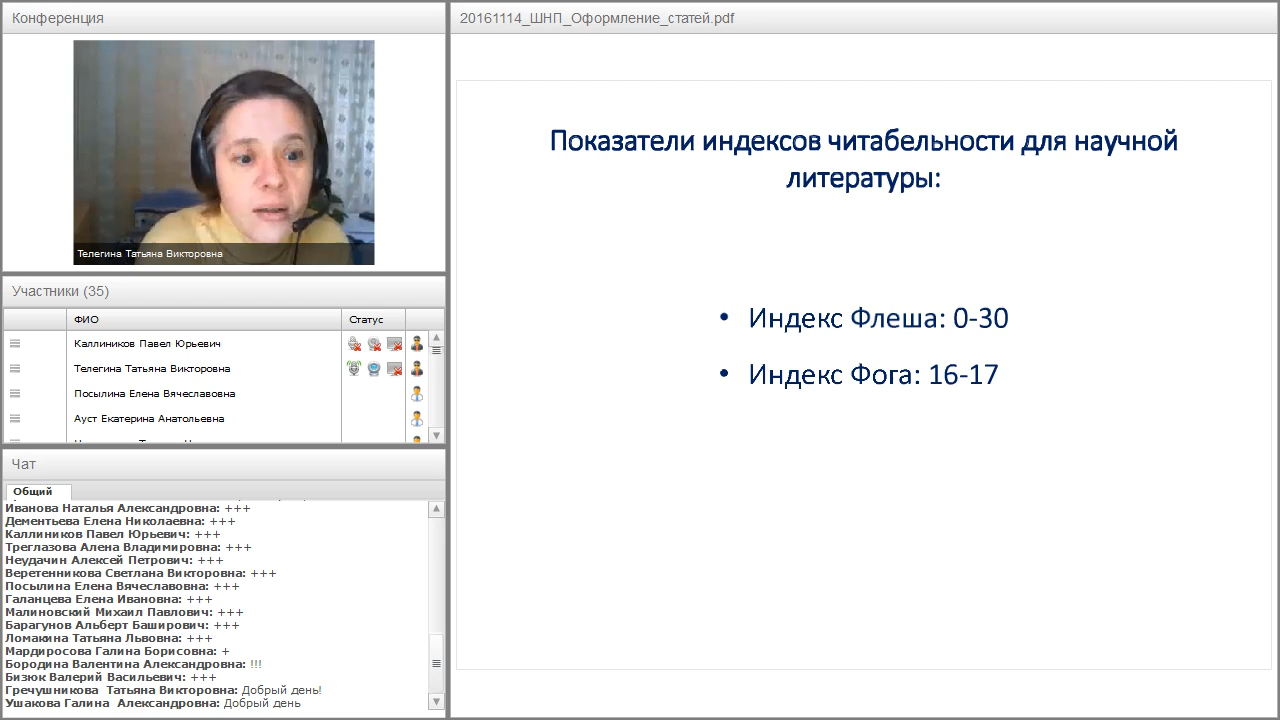 Конференция
Телегина Татьяна Викторовна
Участники (35)
ФИО
Статус
Каллиников Павел Юрьевич
Телегина Татьяна Викторовна
Посылина Елена Вячеславовна
Ауст Екатерина Анатольевна
Чат
Общий
Иванова Наталья Александровна: +++
Дементьева Елена Николаевна: +++
Каллиников Павел Юрьевич: +++
Треглазова Алена Владимировна: +++
Неудачин Алексей Петрович: +++
Веретенникова Светлана Викторовна: +++
Посылина Елена Вячеславовна: +++
Галанцева Елена Ивановна: +++
Малиновский Михаил Павлович: +++
Барагунов Альберт Баширович: +++
Ломакина Татьяна Львовна: +++
Мардиросова Галина Борисовна: +
Бородина Валентина Александровна: !!!
Бизюк Валерий Васильевич: +++
Гречушникова Татьяна Викторовна: Добрый день!
Ушакова Галина Александровна: Добрый день
20161114_ШНП_Оформление_статей.pdf
Показатели индексов читабельности для научной
литературы:
• Индекс Флеша: 0-30
• Индекс Фога: 16-17